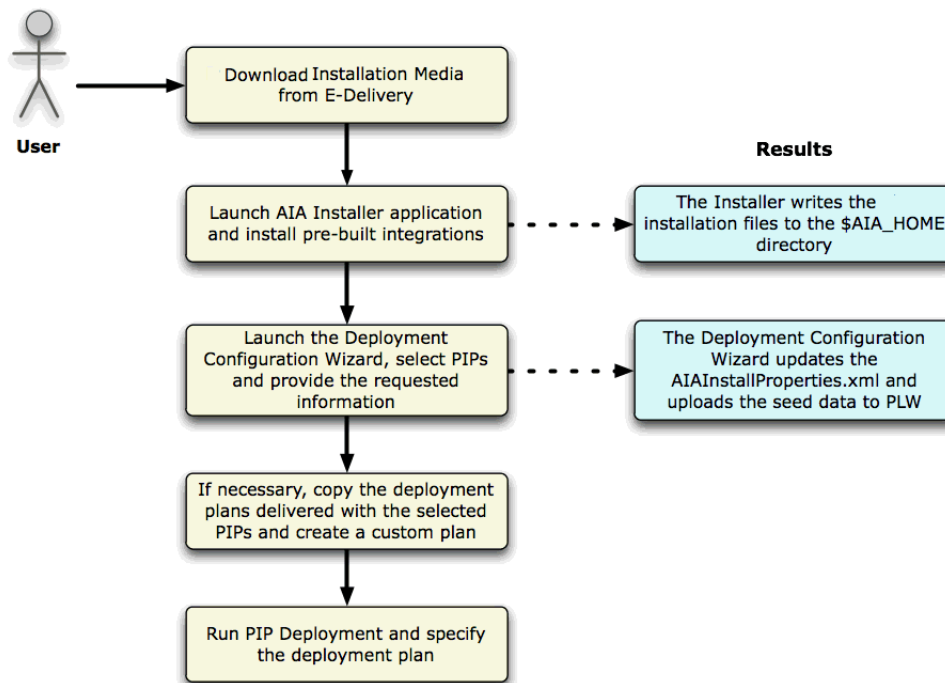 Download Installation Media
from E-Delivery
User
Results
Launch AIA Installer application
and install pre-built integrations
The Installer writes the
installation files to the $AIA_HOME
directory
Launch the Deployment
Configuration Wizard, select PIPs
and provide the requested
information
The Deployment Configuration
Wizard updates the
AIAInstallProperties.xml and
uploads the seed data to PLW
If necessary, copy the deployment
plans delivered with the selected
PIPs and create a custom plan
Run PIP Deployment and specify
the deployment plan